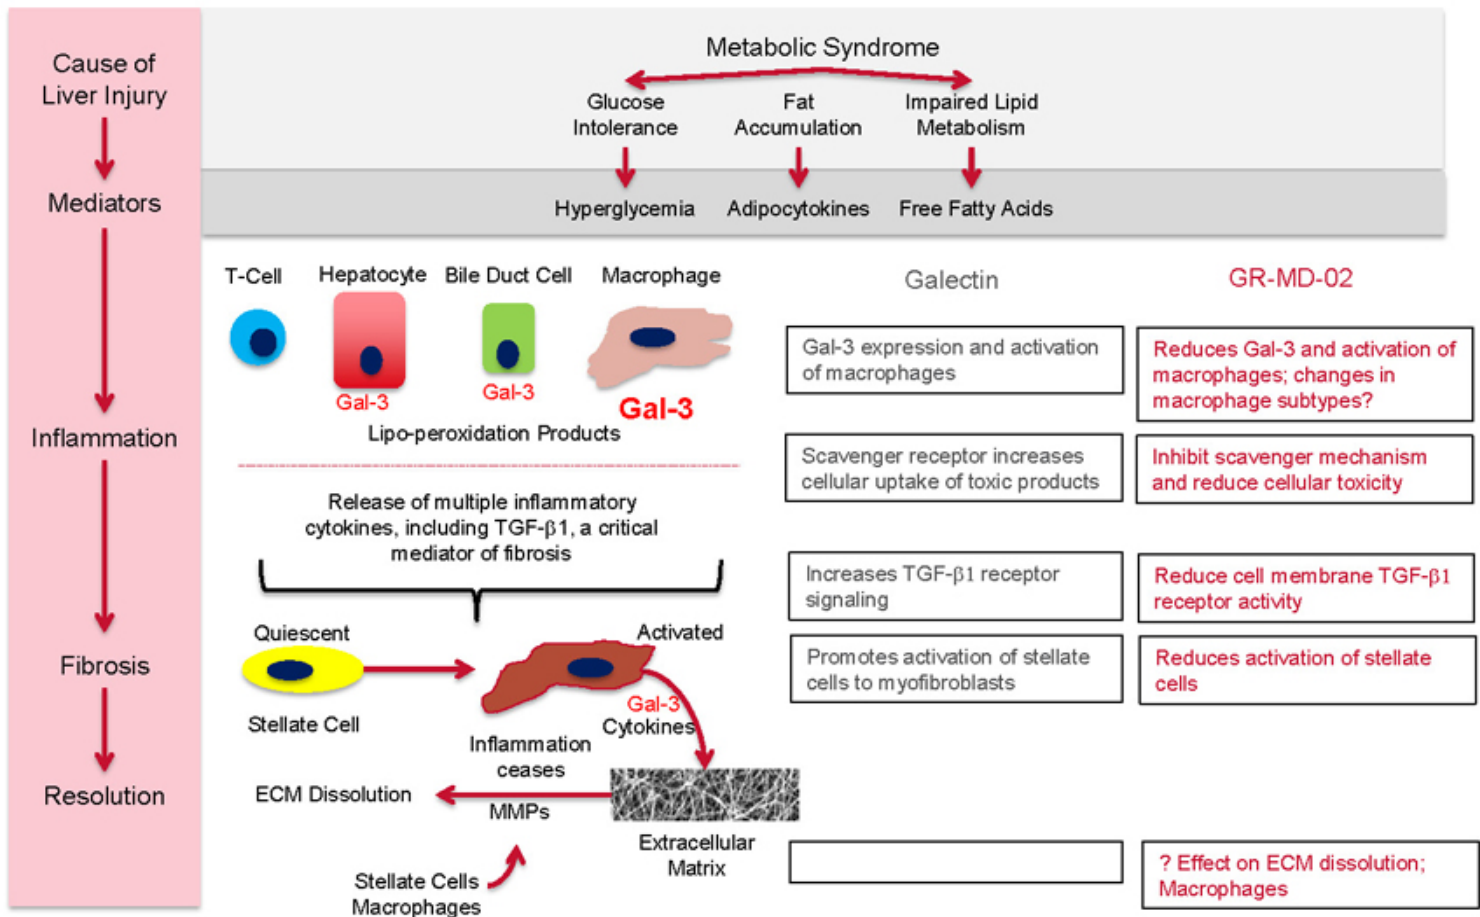 Cause of
Liver Injury
Mediators
Inflammation
Fibrosis
Resolution
Metabolic Syndrome
Glucose
Intolerance
Fat
Accumulation
Impaired Lipid
Metabolism
Hyperglycemia
Adipocytokines
Free Fatty Acids
T-Cell
Hepatocyte
Bile Duct Cell
Macrophage
Gal-3
Gal-3
Gal-3
Lipo-peroxidation Products
Release of multiple inflammatory
cytokines, including TGF-β1, a critical
mediator of fibrosis
Quiescent
Activated
Stellate Cell
Gal-3
Cytokines
Inflammation
ceases
ECM Dissolution
MMPs
Extracellular
Matrix
Stellate Cells
Macrophages
Galectin
GR-MD-02
Gal-3 expression and activation
of macrophages
Reduces Gal-3 and activation of
macrophages; changes in
macrophage subtypes?
Scavenger receptor increases
cellular uptake of toxic products
Inhibit scavenger mechanism
and reduce cellular toxicity
Increases TGF-β1 receptor
signaling
Reduce cell membrane TGF-β1
receptor activity
Promotes activation of stellate
cells to myofibroblasts
Reduces activation of stellate
cells
? Effect on ECM dissolution;
Macrophages